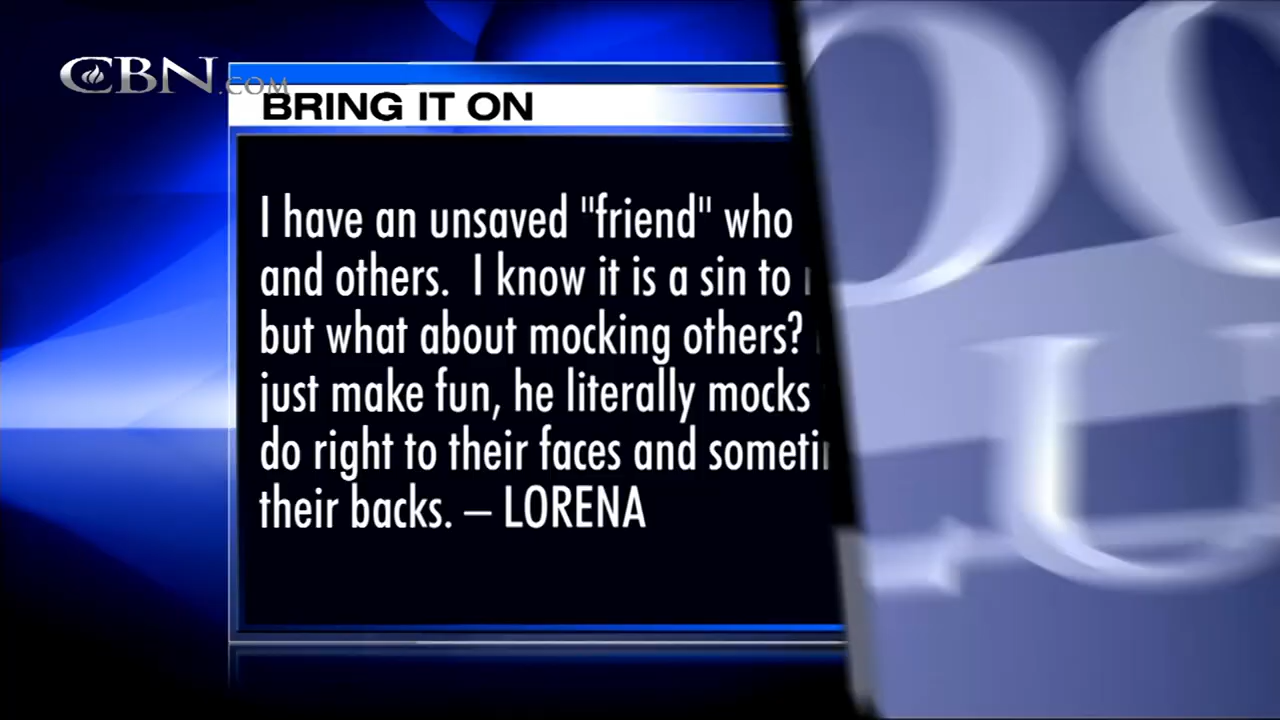 CBN.COM
BRING IT ON
I have an unsaved "friend" who
and others.  I know it is a sin to
but what about mocking others?
just make fun, he literally mocks
do right to their faces and
their backs. – LORENA